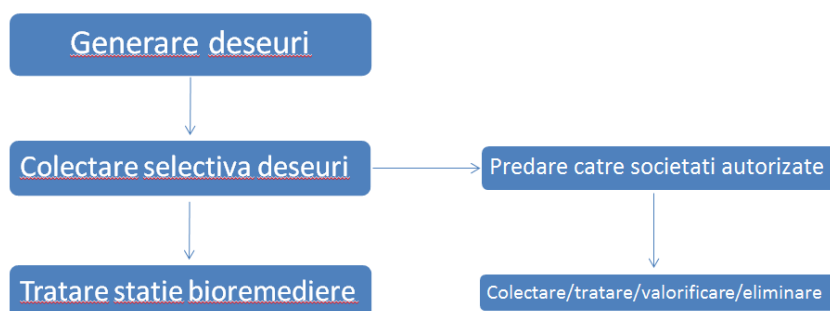 Generare deseuri
Colectare selectiva deseuri
Predare catre societati autorizate
Tratare statie bioremediere
Colectare/tratare/valorificare/eliminare